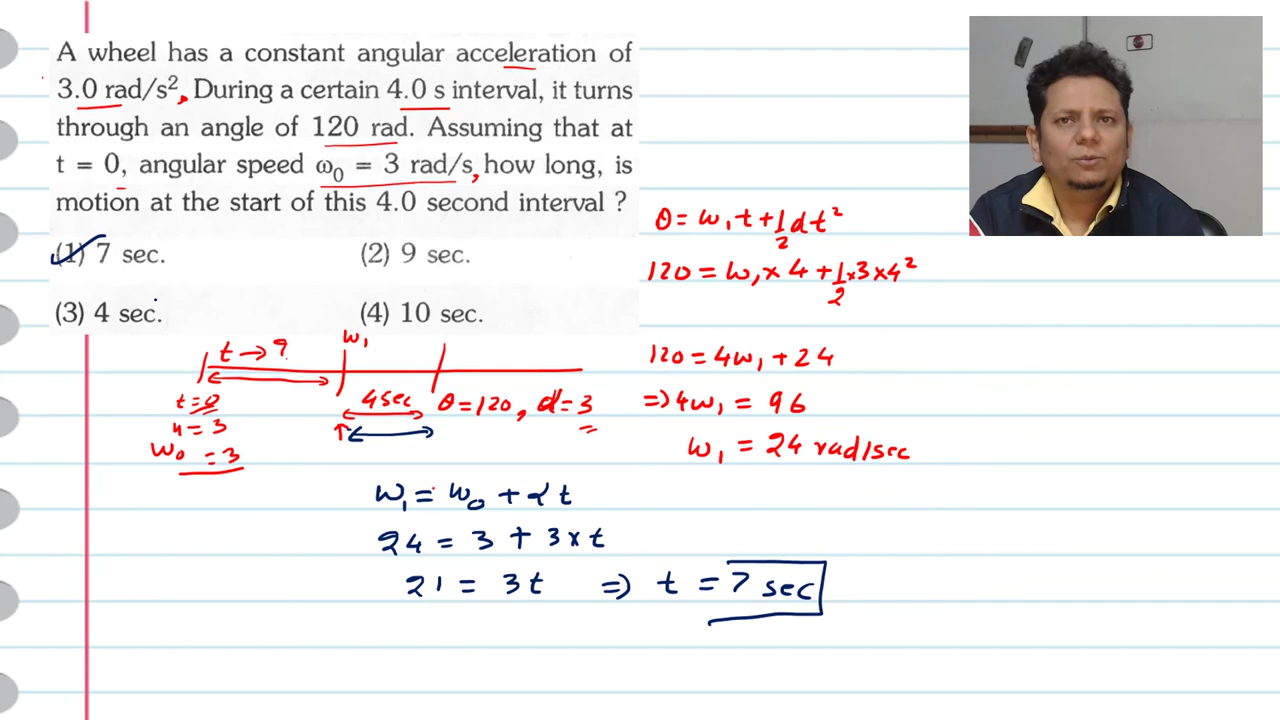 A wheel has a constant angular acceleration of
3.0 rad/s², During a certain 4.0 s interval, it turns
through an angle of 120 rad. Assuming that at
t = 0, angular speed ω₀ = 3 rad/s, how long, is
motion at the start of this 4.0 second interval ?
(1) 7 sec. (2) 9 sec.
(3) 4 sec. (4) 10 sec.
θ = ω₁t + 1/2 αt²
120 = ω₁ × 4 + 1/2 × 3 × 4²
120 = 4ω₁ + 24
⇒ 4ω₁ = 96
ω₁ = 24 rad/sec
t → ? ω₁
t = 0 4 sec θ = 120, α = 3
= 3
ω₀ = 3
ω₁ = ω₀ + αt
24 = 3 + 3 × t
21 = 3t ⇒ t = 7 sec